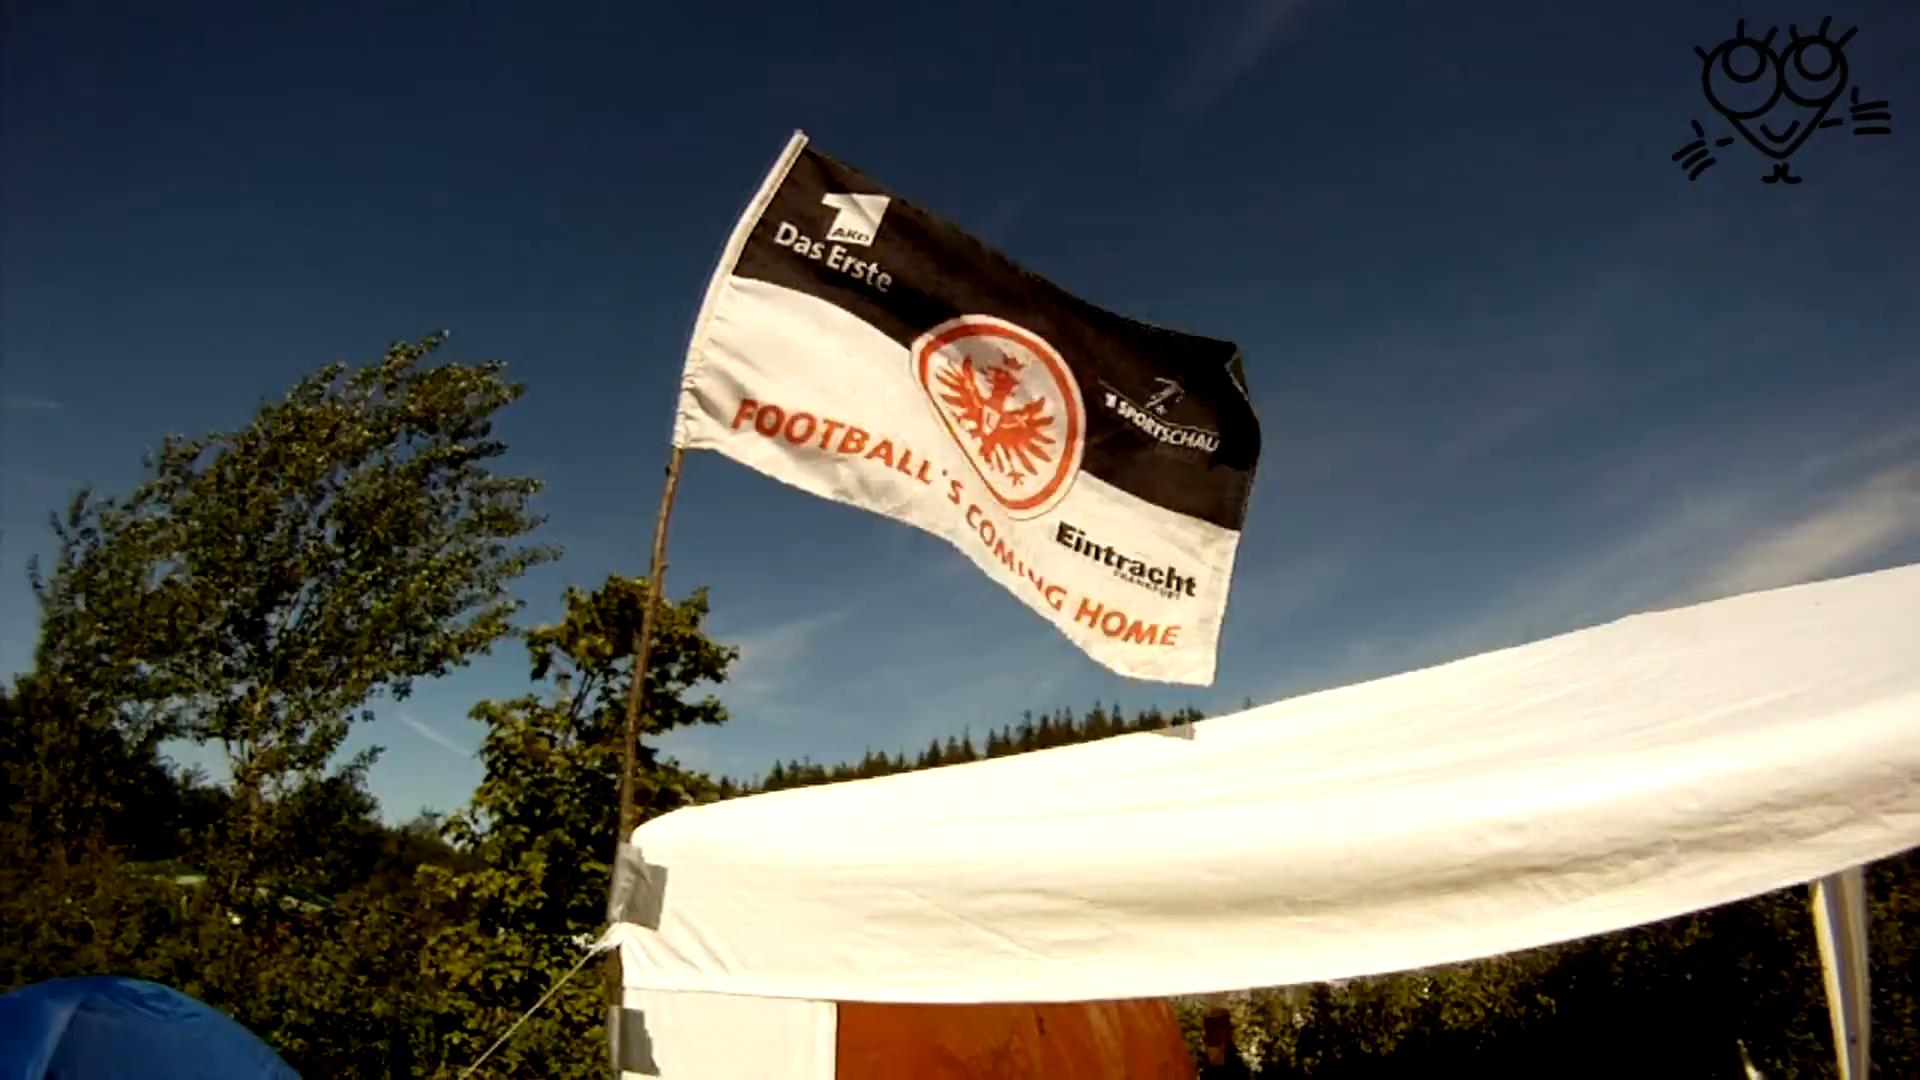 1
ARD
Das Erste
SPORTSCHAU
FOOTBALL'S COMING HOME
Eintracht
FRANKFURT